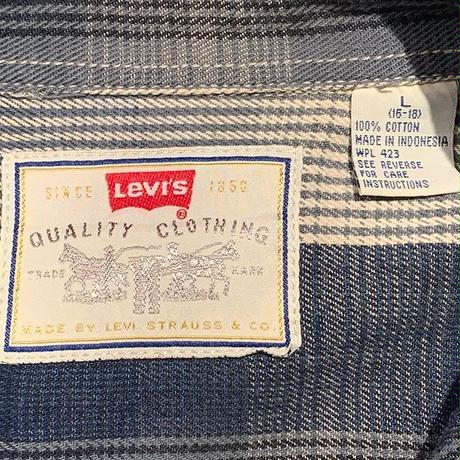 SINCE Levi's 1850
®
QUALITY CLOTHING
TRADE MARK
MADE BY LEVI STRAUSS & CO.
L
(16-18)
100% COTTON
MADE IN INDONESIA
WPL 423
SEE REVERSE
FOR CARE
INSTRUCTIONS